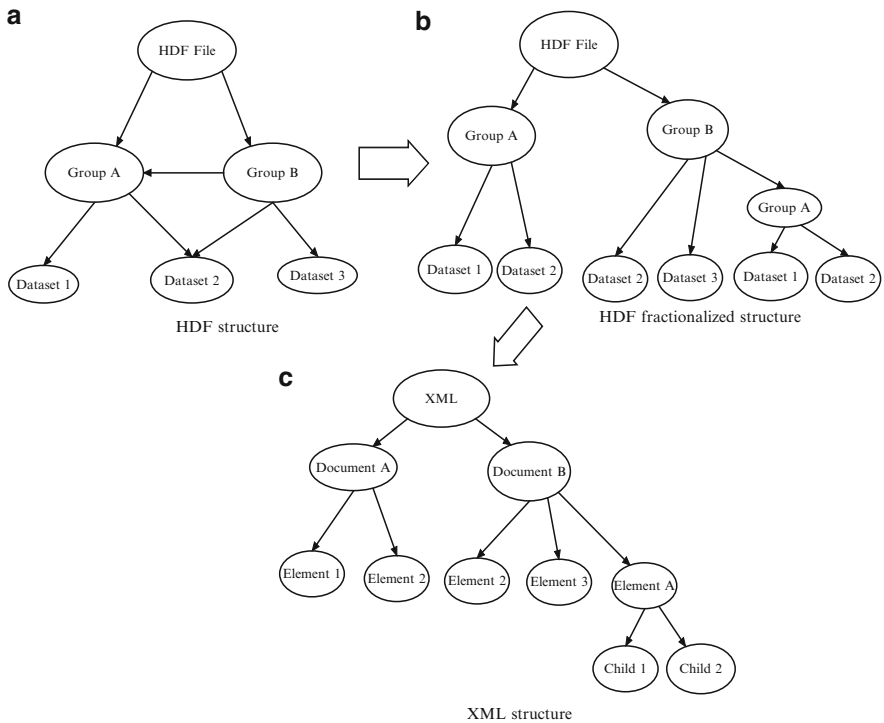 a
HDF File
Group A
Group B
Dataset 1
Dataset 2
Dataset 3
HDF structure
b
HDF File
Group A
Group B
Group A
Dataset 1
Dataset 2
Dataset 2
Dataset 3
Dataset 1
Dataset 2
HDF fractionalized structure
c
XML
Document A
Document B
Element 1
Element 2
Element 2
Element 3
Element A
Child 1
Child 2
XML structure